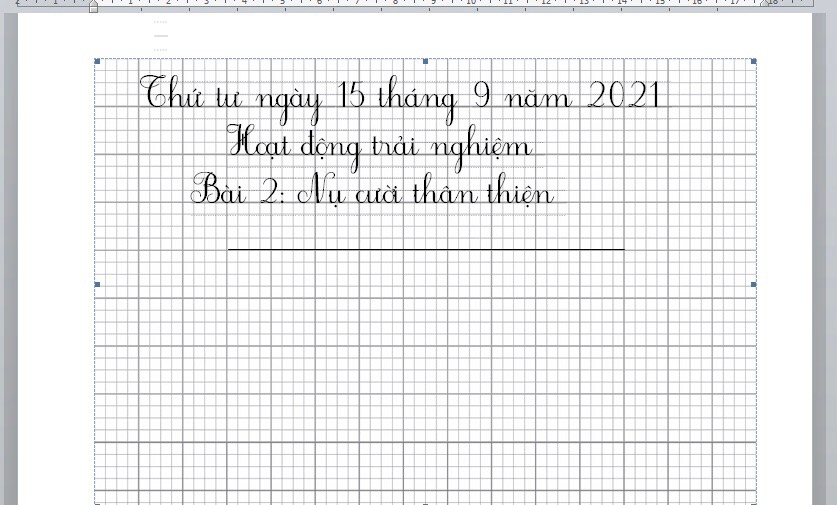 Thứ tư ngày 15 tháng 9 năm 2021
Hoạt động trải nghiệm
Bài 2: Nụ cười thân thiện